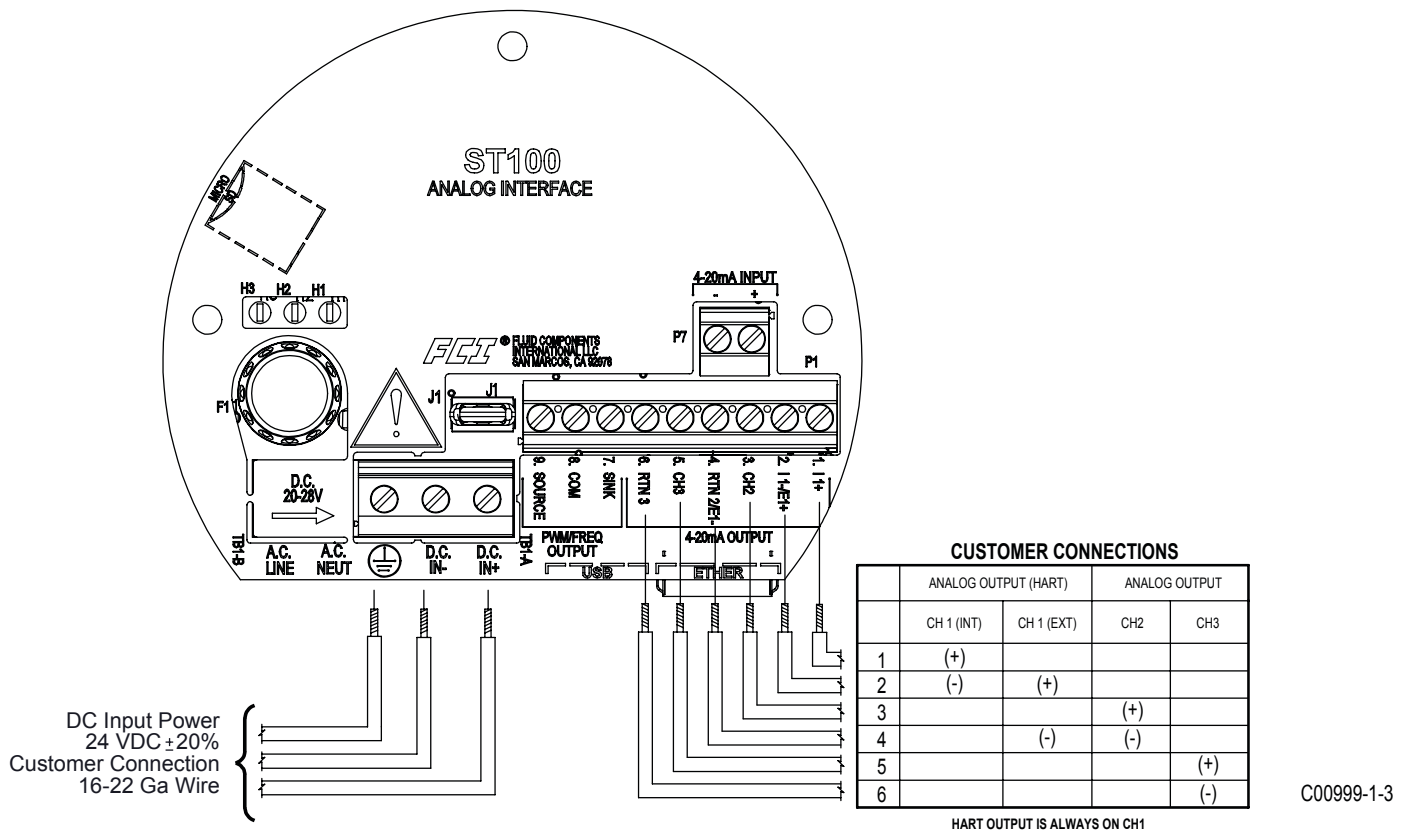 ST100
ANALOG INTERFACE
MICRO
SD
H3 H2 H1
4-20mA INPUT
- +
P7
P1
FCI ® FLUID COMPONENTS
INTERNATIONAL LLC
SAN MARCOS, CA 92078
F1
J1 J1
D.C.
20-28V
TB1-B
A.C.
LINE
A.C.
NEUT
D.C.
IN-
D.C.
IN+
TB1-A
9. SOURCE
8. COM
7. SINK
6. RTN 3
5. CH3
4. RTN 2/E1-
3. CH2
2. I 1-/E1+
1. I 1+
PWM/FREQ
OUTPUT
4-20mA OUTPUT
USB
ETHER
DC Input Power
24 VDC ±20%
Customer Connection
16-22 Ga Wire
CUSTOMER CONNECTIONS
ANALOG OUTPUT (HART) ANALOG OUTPUT
CH 1 (INT) CH 1 (EXT) CH2 CH3
1 (+)
2 (-) (+)
3 (+)
4 (-) (-)
5 (+)
6 (-)
HART OUTPUT IS ALWAYS ON CH1
C00999-1-3